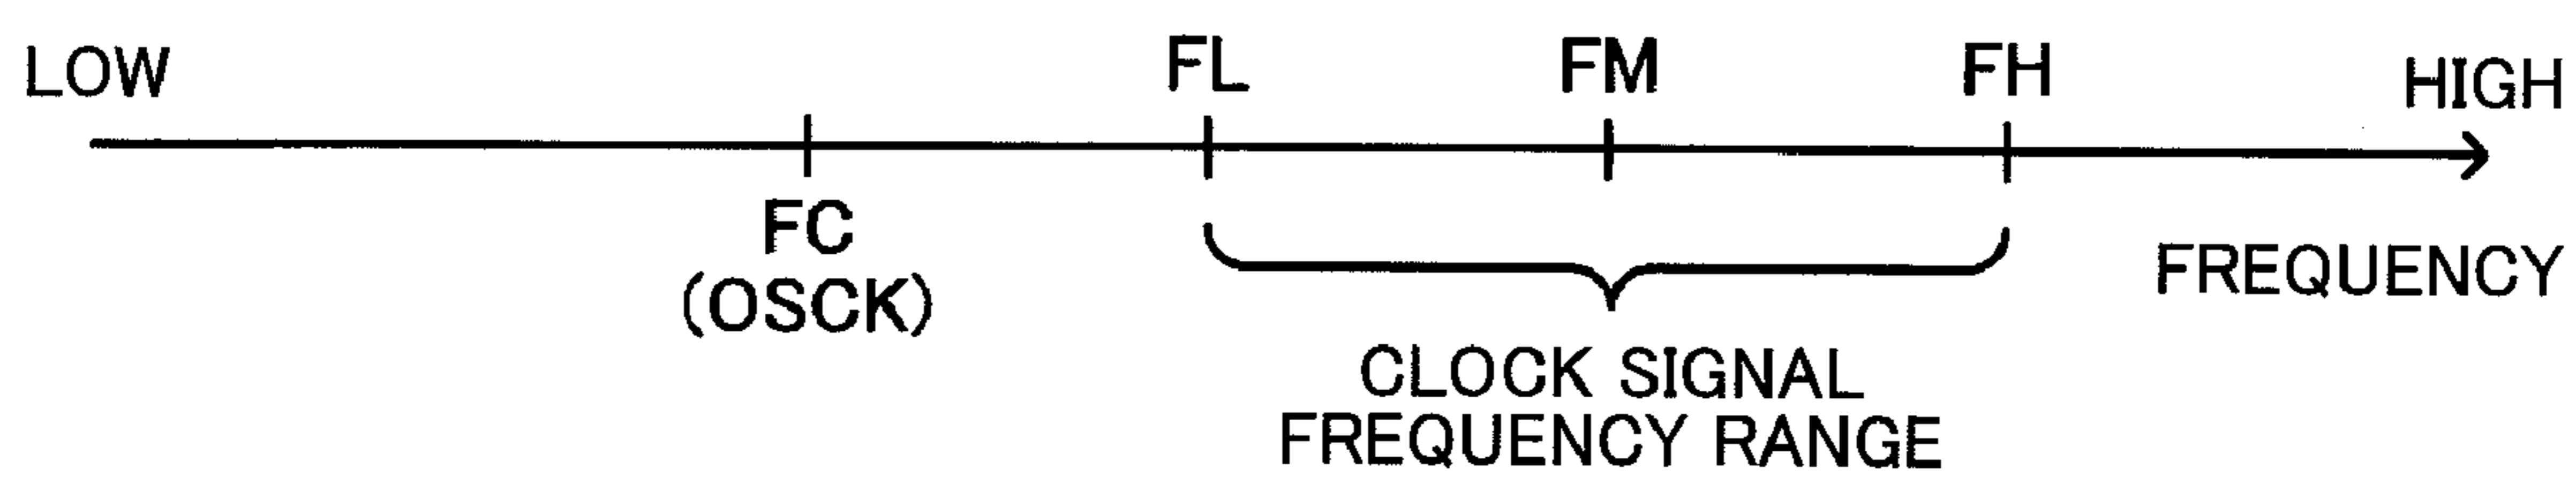 LOW
FL
FM
FH
HIGH
FC
(OSCK)
FREQUENCY
CLOCK SIGNAL
FREQUENCY RANGE